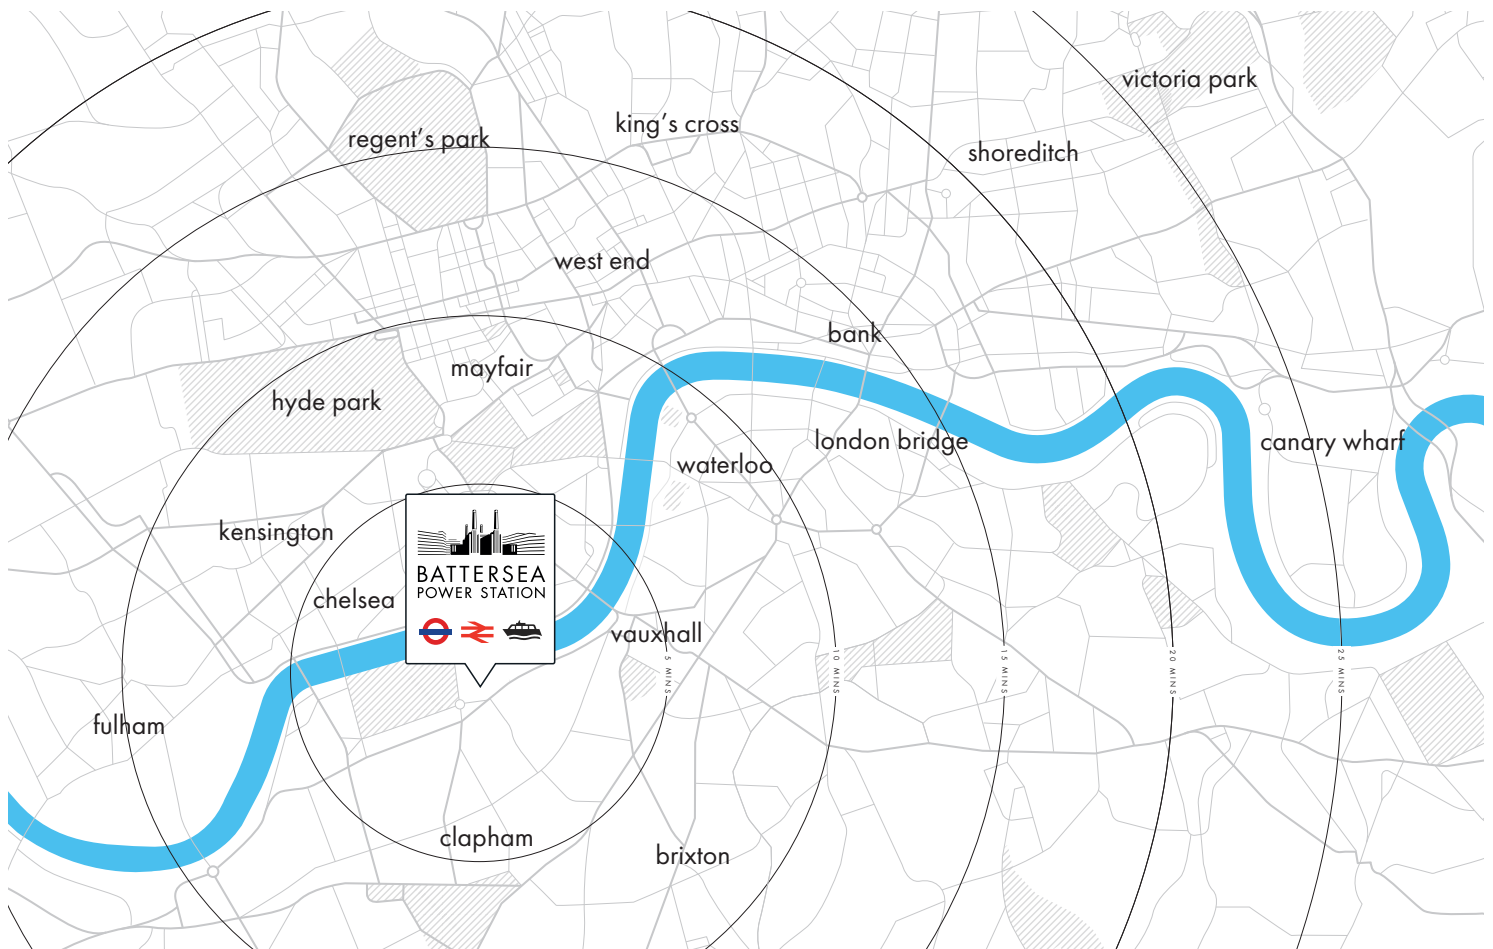 victoria park
king's cross
regent's park
shoreditch
west end
bank
mayfair
hyde park
london bridge
canary wharf
waterloo
kensington
BATTERSEA
POWER STATION
chelsea
vauxhall
5 MINS
10 MINS
15 MINS
20 MINS
25 MINS
fulham
clapham
brixton